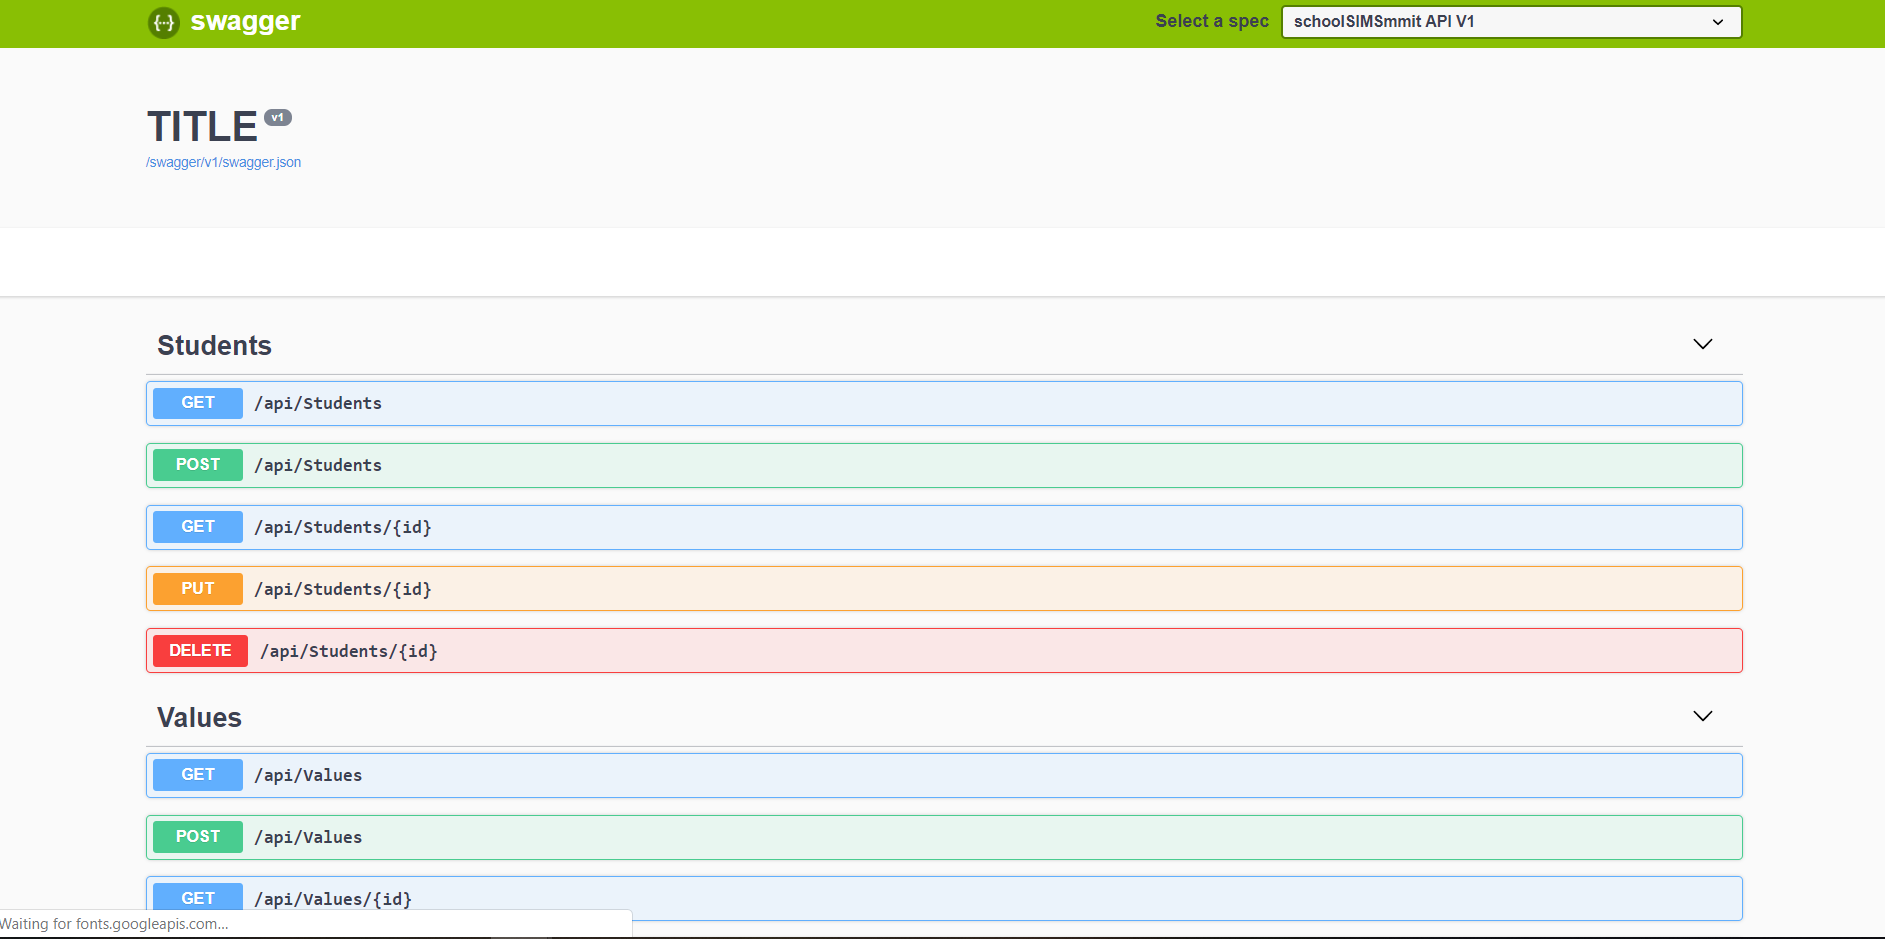 swagger
Select a spec schoolSIMSmmit API V1
TITLE v1
/swagger/v1/swagger.json
Students
GET /api/Students
POST /api/Students
GET /api/Students/{id}
PUT /api/Students/{id}
DELETE /api/Students/{id}
Values
GET /api/Values
POST /api/Values
GET /api/Values/{id}
Waiting for fonts.googleapis.com...